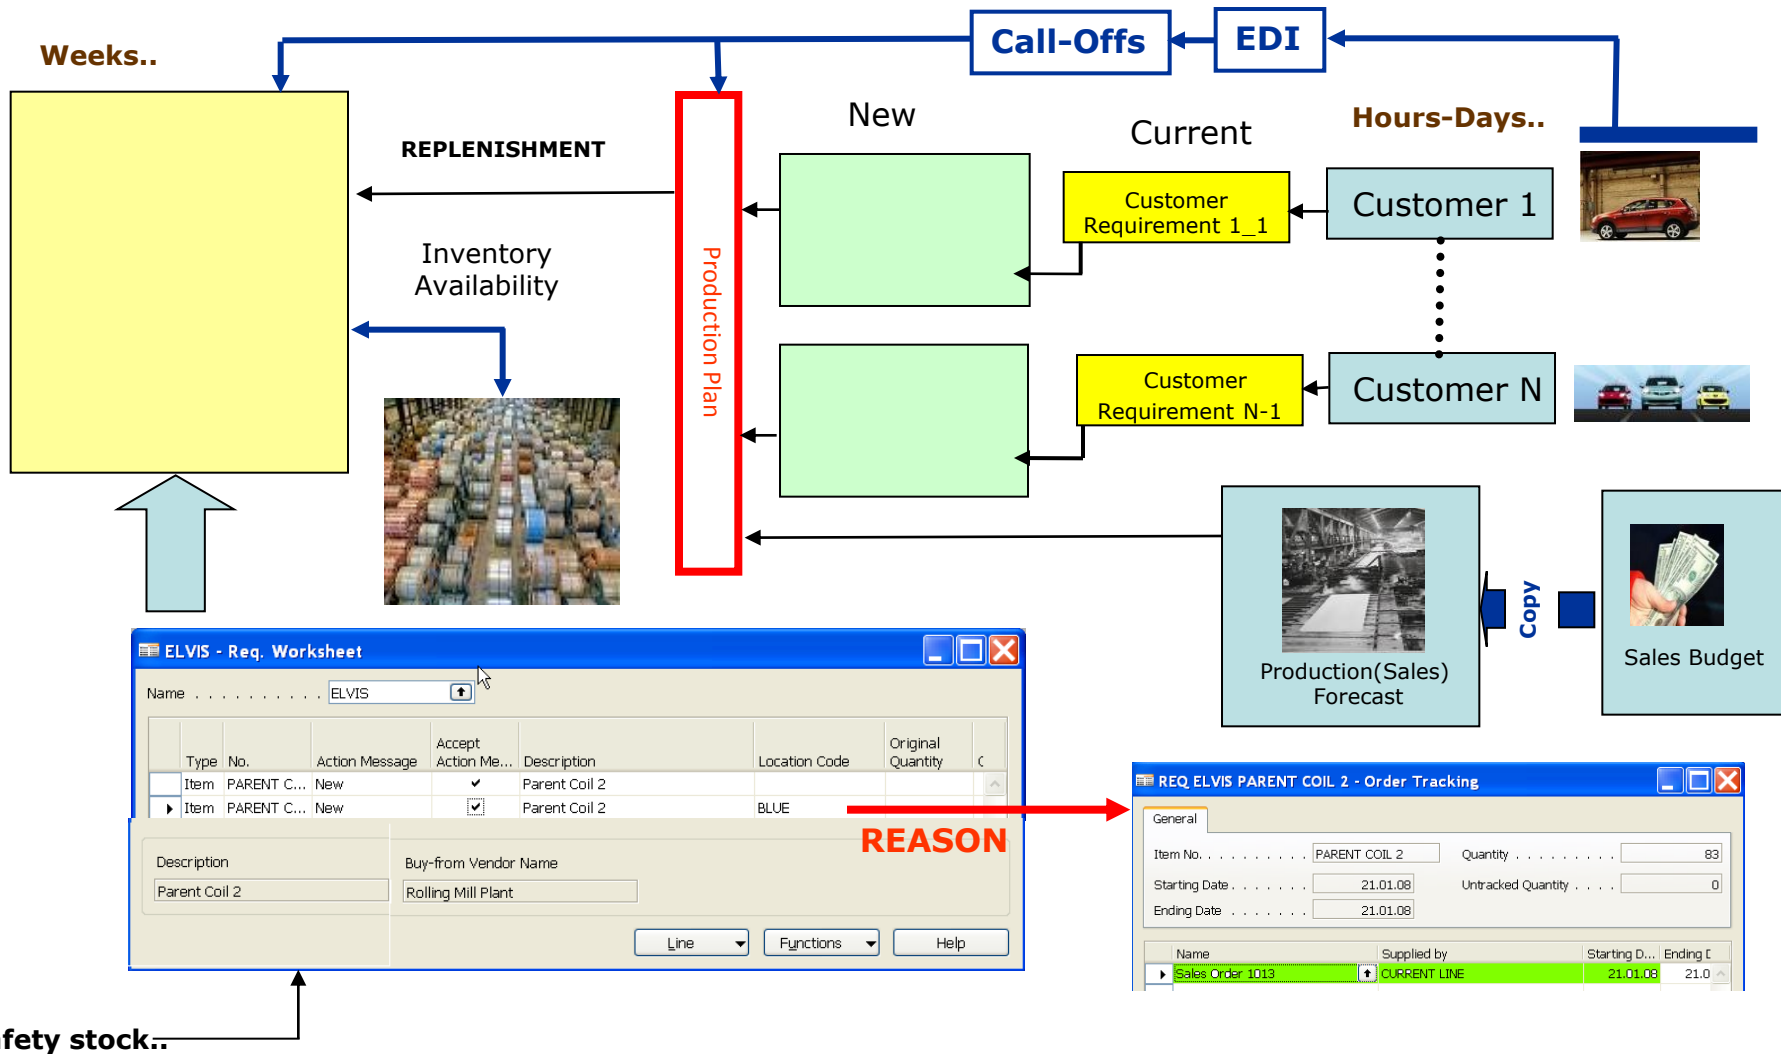 Weeks..
Call-Offs
EDI
New
Current
Hours-Days..
REPLENISHMENT
Customer
Requirement 1_1
Customer 1
Inventory
Availability
Production Plan
Customer
Requirement N-1
Customer N
Copy
Production(Sales)
Forecast
Sales Budget
ELVIS - Req. Worksheet
Name . . . . . . . . . . ELVIS
Accept Original
Type No. Action Message Action Me... Description Location Code Quantity
Item PARENT C... New Parent Coil 2
Item PARENT C... New Parent Coil 2 BLUE
REASON
Description Buy-from Vendor Name
Parent Coil 2 Rolling Mill Plant
Line Functions Help
REQ ELVIS PARENT COIL 2 - Order Tracking
General
Item No. . . . . . . . . . PARENT COIL 2 Quantity . . . . . . . . . 83
Starting Date . . . . . . . 21.01.08 Untracked Quantity . . . . 0
Ending Date . . . . . . . 21.01.08
Name Supplied by Starting D... Ending D
Sales Order 1013 CURRENT LINE 21.01.08 21.0
fety stock..